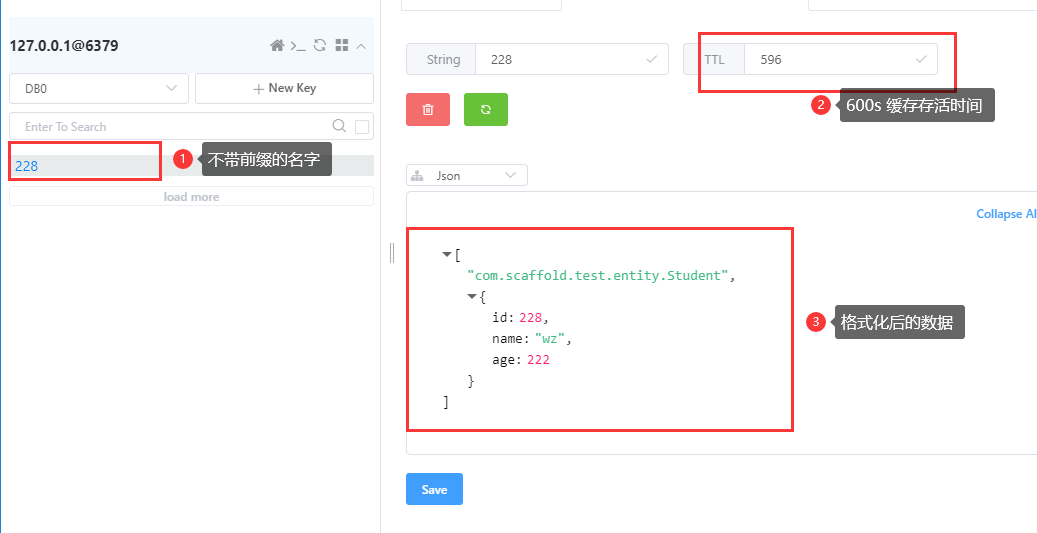 127.0.0.1@6379
DB0
+ New Key
Enter To Search
228
1 不带前缀的名字
load more
String 228
TTL 596
2 600s 缓存存活时间
Json
Collapse Al
[
"com.scaffold.test.entity.Student",
{
id: 228,
name: "wz",
age: 222
}
]
3 格式化后的数据
Save